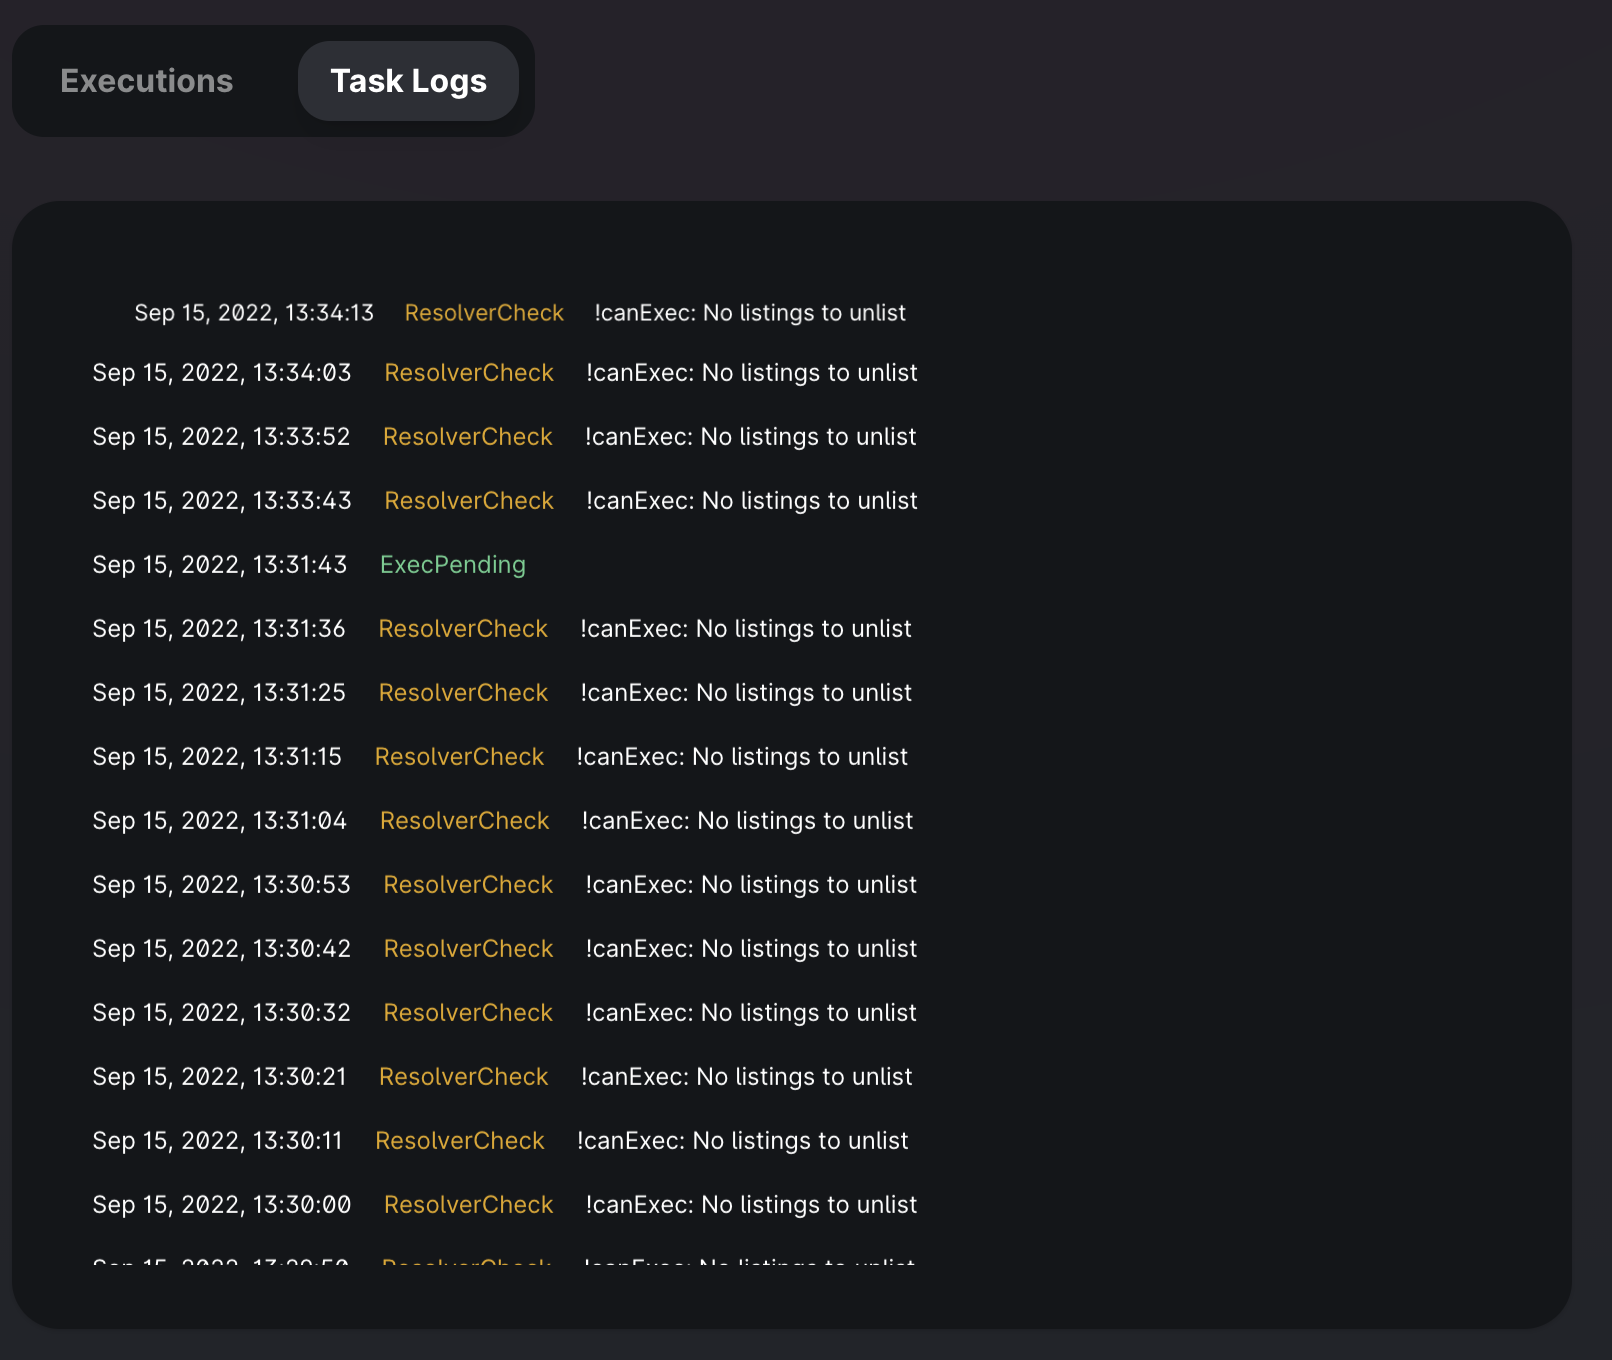 Executions Task Logs
Sep 15, 2022, 13:34:13 ResolverCheck !canExec: No listings to unlist
Sep 15, 2022, 13:34:03 ResolverCheck !canExec: No listings to unlist
Sep 15, 2022, 13:33:52 ResolverCheck !canExec: No listings to unlist
Sep 15, 2022, 13:33:43 ResolverCheck !canExec: No listings to unlist
Sep 15, 2022, 13:31:43 ExecPending
Sep 15, 2022, 13:31:36 ResolverCheck !canExec: No listings to unlist
Sep 15, 2022, 13:31:25 ResolverCheck !canExec: No listings to unlist
Sep 15, 2022, 13:31:15 ResolverCheck !canExec: No listings to unlist
Sep 15, 2022, 13:31:04 ResolverCheck !canExec: No listings to unlist
Sep 15, 2022, 13:30:53 ResolverCheck !canExec: No listings to unlist
Sep 15, 2022, 13:30:42 ResolverCheck !canExec: No listings to unlist
Sep 15, 2022, 13:30:32 ResolverCheck !canExec: No listings to unlist
Sep 15, 2022, 13:30:21 ResolverCheck !canExec: No listings to unlist
Sep 15, 2022, 13:30:11 ResolverCheck !canExec: No listings to unlist
Sep 15, 2022, 13:30:00 ResolverCheck !canExec: No listings to unlist
Sep 15, 2022, ResolverCheck !canExec: No listings to unlist